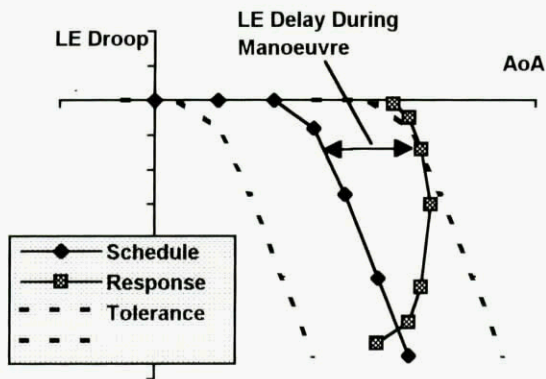 LE Delay During
Manoeuvre
LE Droop
AoA
Schedule
Response
Tolerance